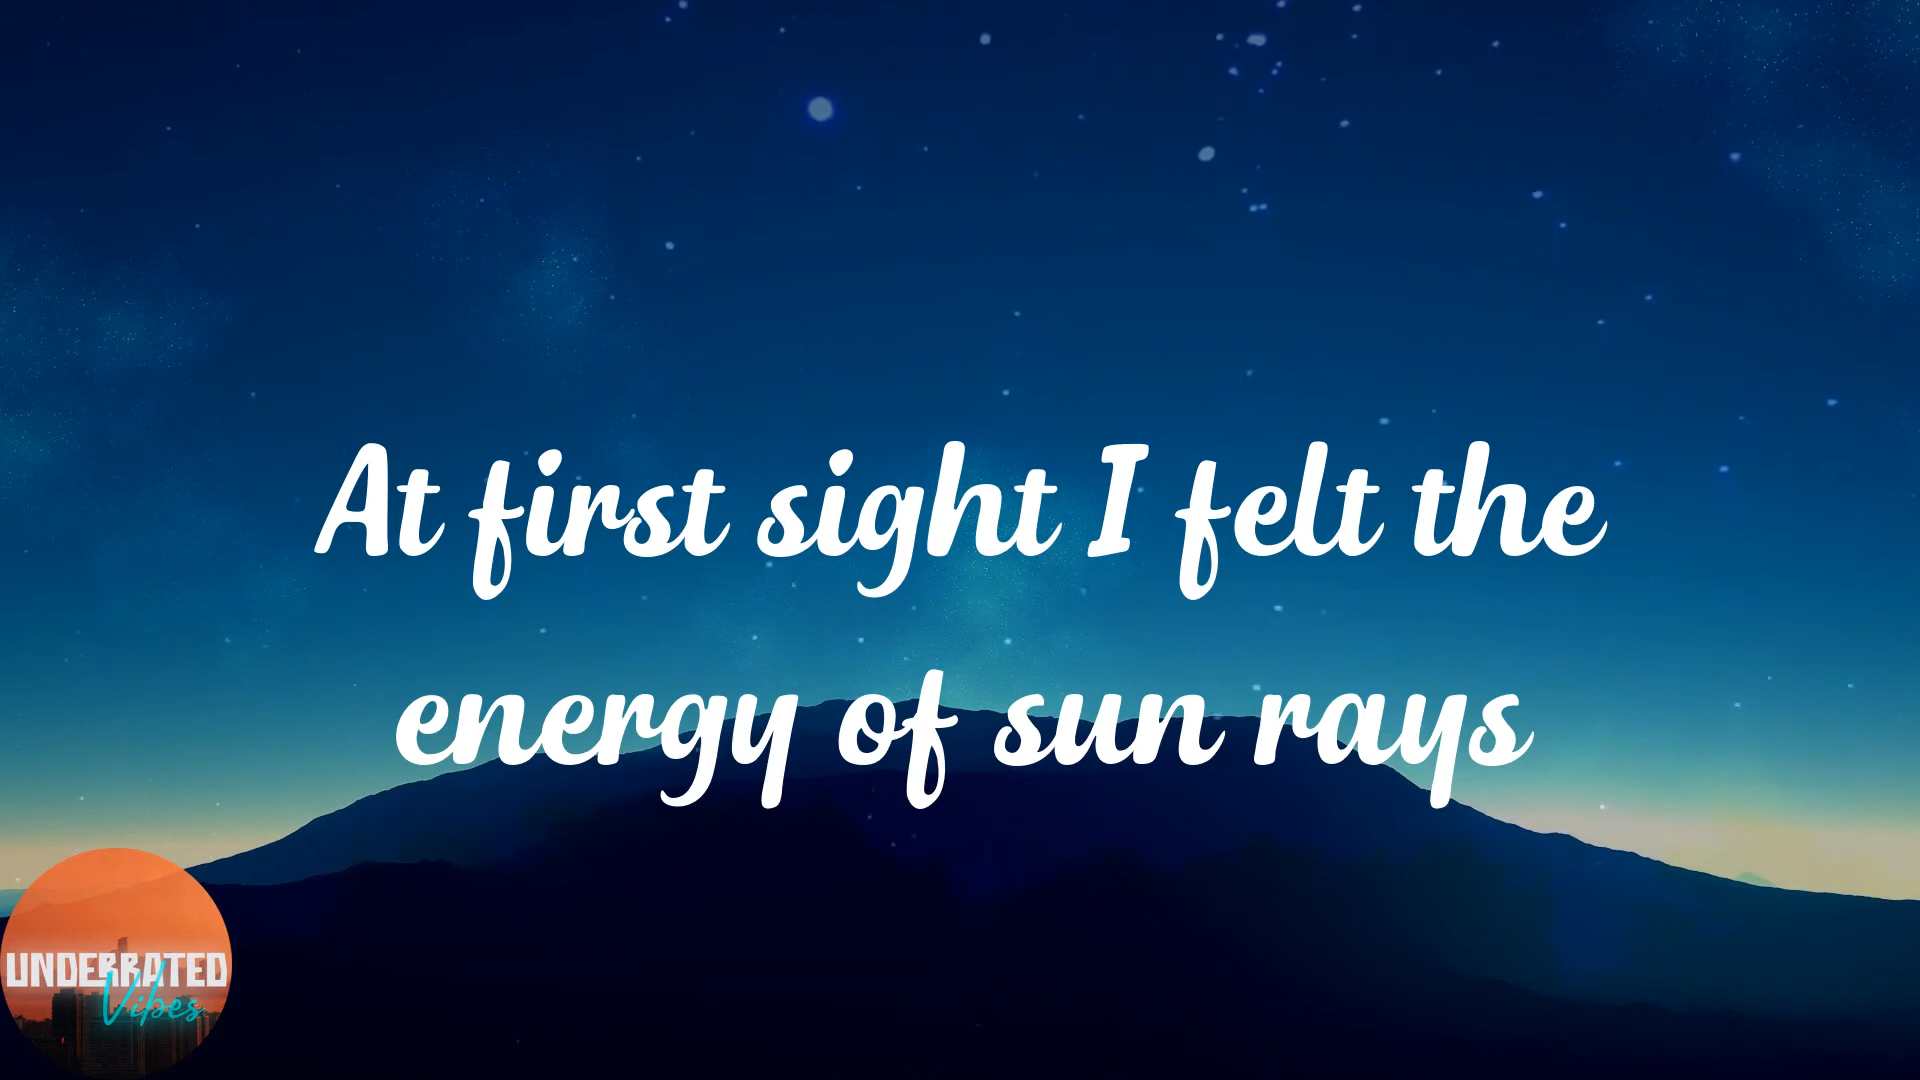 At first sight I felt the
energy of sun rays
UNDERRATED
Vibes